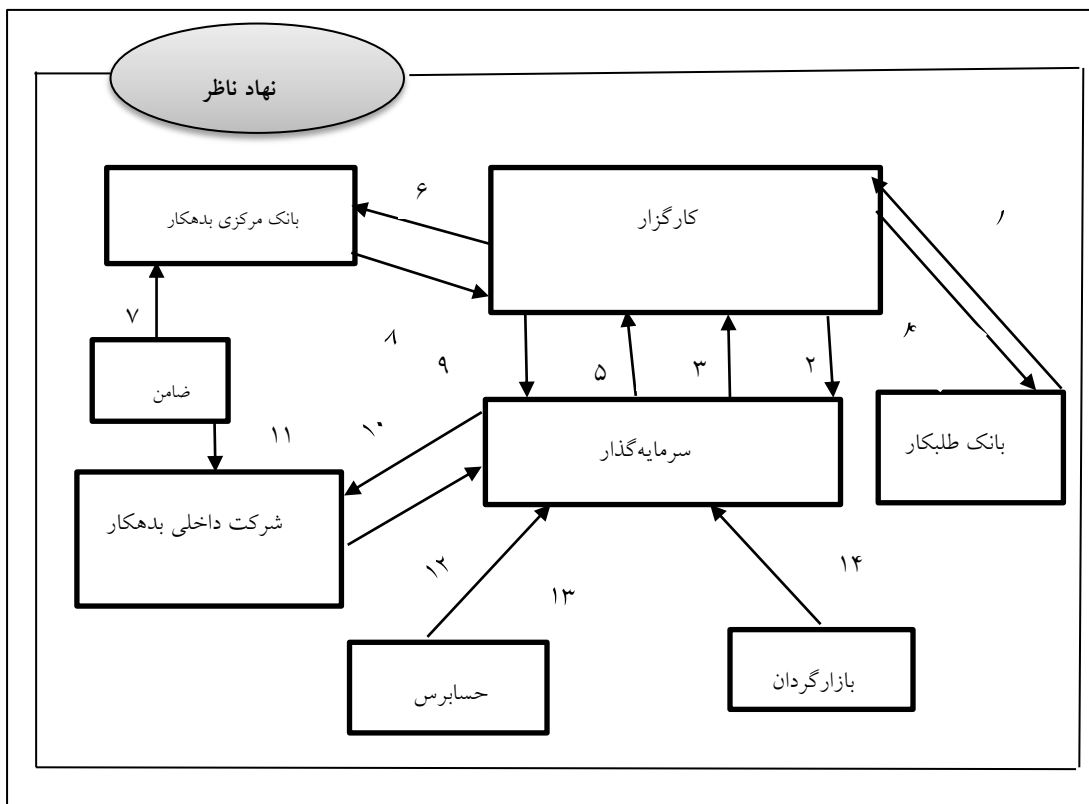 نهاد ناظر
بانک مرکزی بدهکار
۶
کارگزار
۱
۷
ضامن
۸
۹
۵
۳
۲
۴
۱۱
۱۰
سرمایه‌گذار
بانک طلبکار
شرکت داخلی بدهکار
۱۲
۱۳
۱۴
حسابرس
بازارگردان